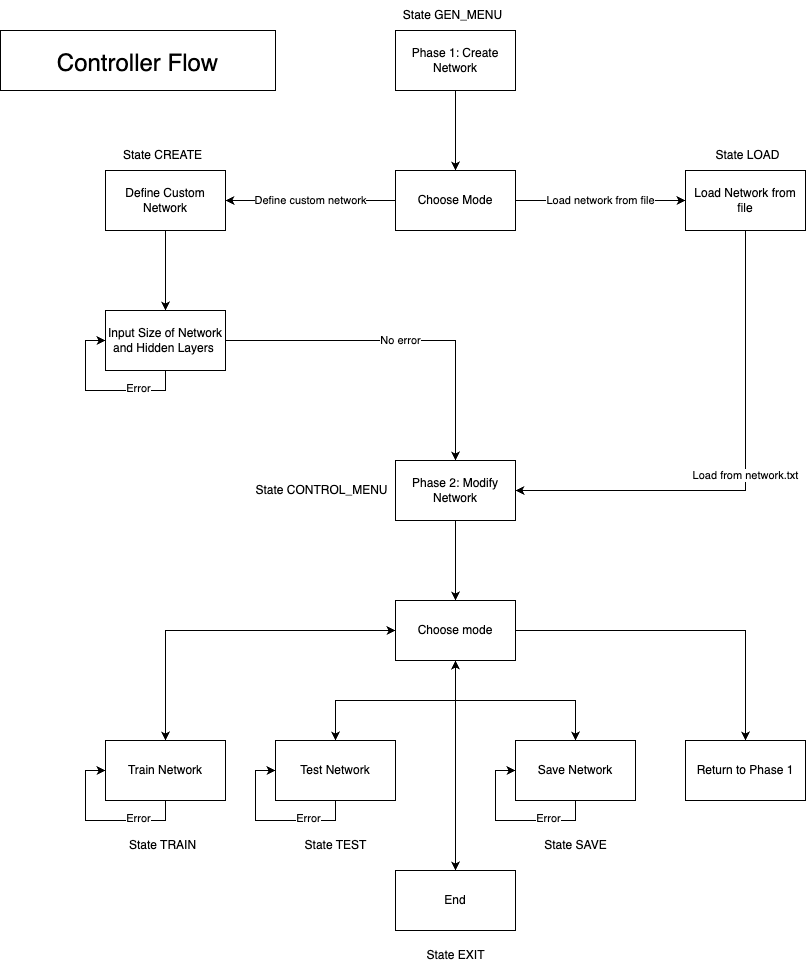 State GEN_MENU
Controller Flow
Phase 1: Create
Network
State CREATE
State LOAD
Define Custom
Network
Define custom network
Choose Mode
Load network from file
Load Network from
file
Input Size of Network
and Hidden Layers
No error
Error
Load from network.txt
State CONTROL_MENU
Phase 2: Modify
Network
Choose mode
Train Network
Test Network
Save Network
Return to Phase 1
Error
Error
Error
State TRAIN
State TEST
State SAVE
End
State EXIT